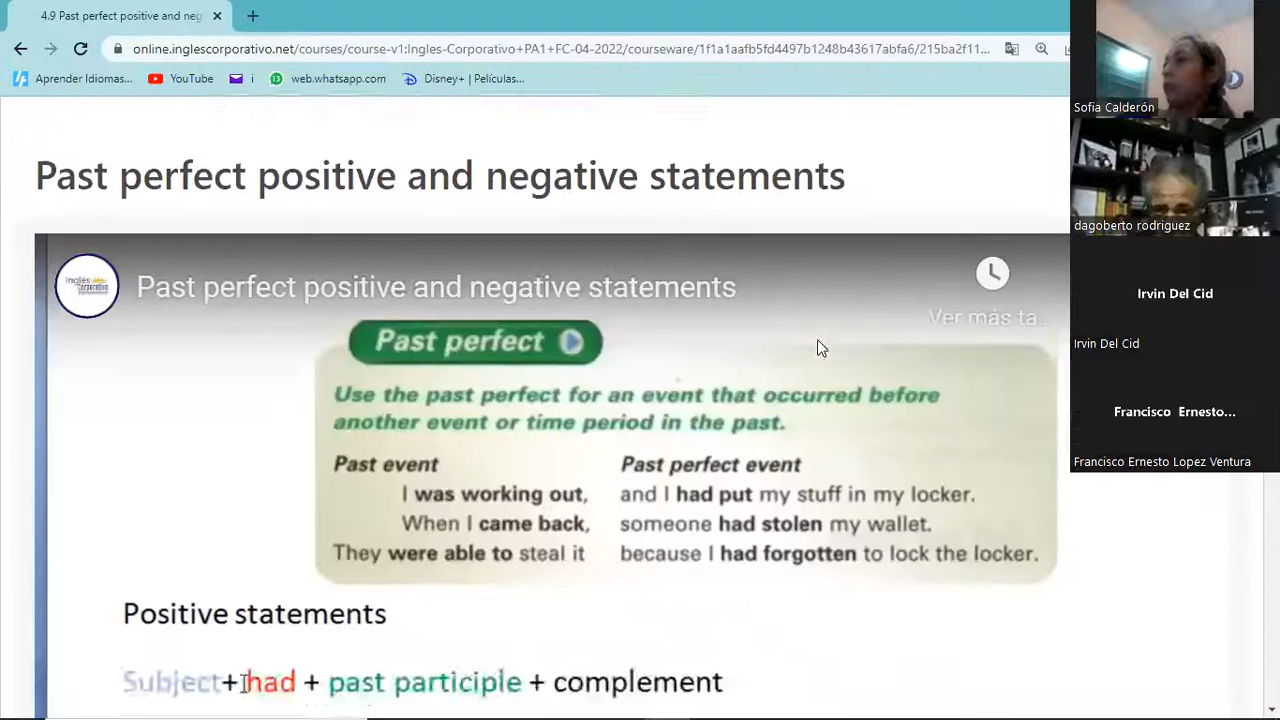 4.9 Past perfect positive and neg
online.inglescorporativo.net/courses/course-v1:Ingles-Corporativo+PA1+FC-04-2022/courseware/1f1a1aafb5fd4497b1248b43617abfa6/215ba2f11...
Aprender Idiomas... YouTube i web.whatsapp.com Disney+ | Películas...
Past perfect positive and negative statements
Past perfect positive and negative statements
Ver más ta...
Past perfect
Use the past perfect for an event that occurred before
another event or time period in the past.
Past event Past perfect event
I was working out, and I had put my stuff in my locker.
When I came back, someone had stolen my wallet.
They were able to steal it because I had forgotten to lock the locker.
Positive statements
Subject+had + past participle + complement
Sofia Calderón
dagoberto rodriguez
Irvin Del Cid
Irvin Del Cid
Francisco Ernesto...
Francisco Ernesto Lopez Ventura